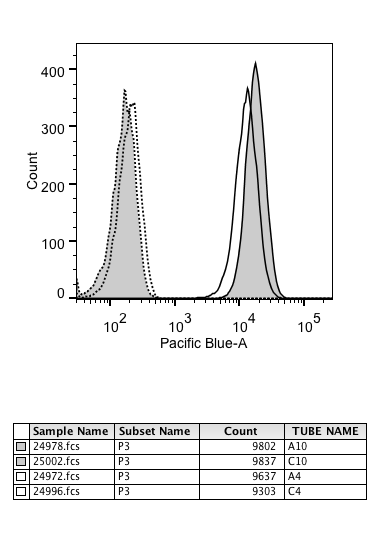 400
300
200
100
0
Count
10^2 10^3 10^4 10^5
Pacific Blue-A
Sample Name Subset Name Count TUBE NAME
24978.fcs P3 9802 A10
25002.fcs P3 9837 C10
24972.fcs P3 9637 A4
24996.fcs P3 9303 C4